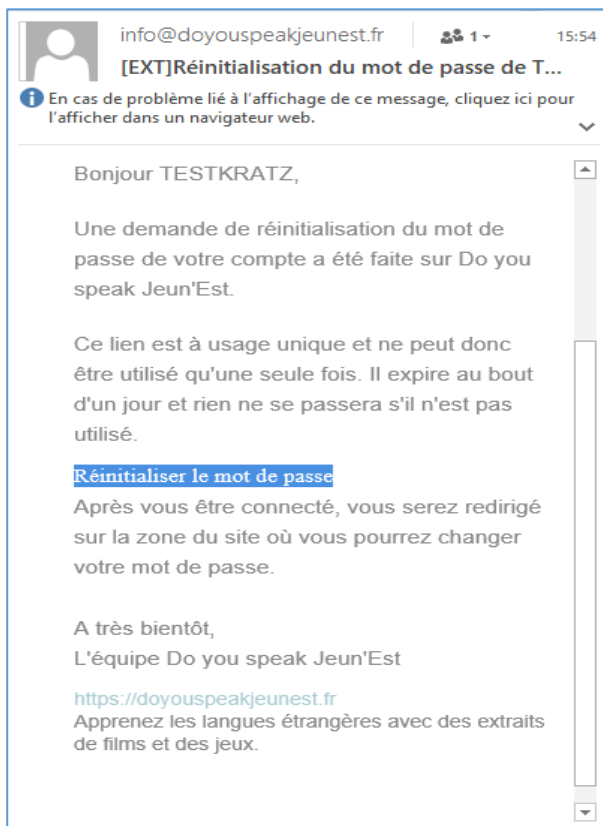 info@doyouspeakjeunest.fr 1 15:54
[EXT]Réinitialisation du mot de passe de T...
i En cas de problème lié à l'affichage de ce message, cliquez ici pour
l'afficher dans un navigateur web.
Bonjour TESTKRATZ,
Une demande de réinitialisation du mot de
passe de votre compte a été faite sur Do you
speak Jeun'Est.
Ce lien est à usage unique et ne peut donc
être utilisé qu'une seule fois. Il expire au bout
d'un jour et rien ne se passera s'il n'est pas
utilisé.
Réinitialiser le mot de passe
Après vous être connecté, vous serez redirigé
sur la zone du site où vous pourrez changer
votre mot de passe.
A très bientôt,
L'équipe Do you speak Jeun'Est
https://doyouspeakjeunest.fr
Apprenez les langues étrangères avec des extraits
de films et des jeux.